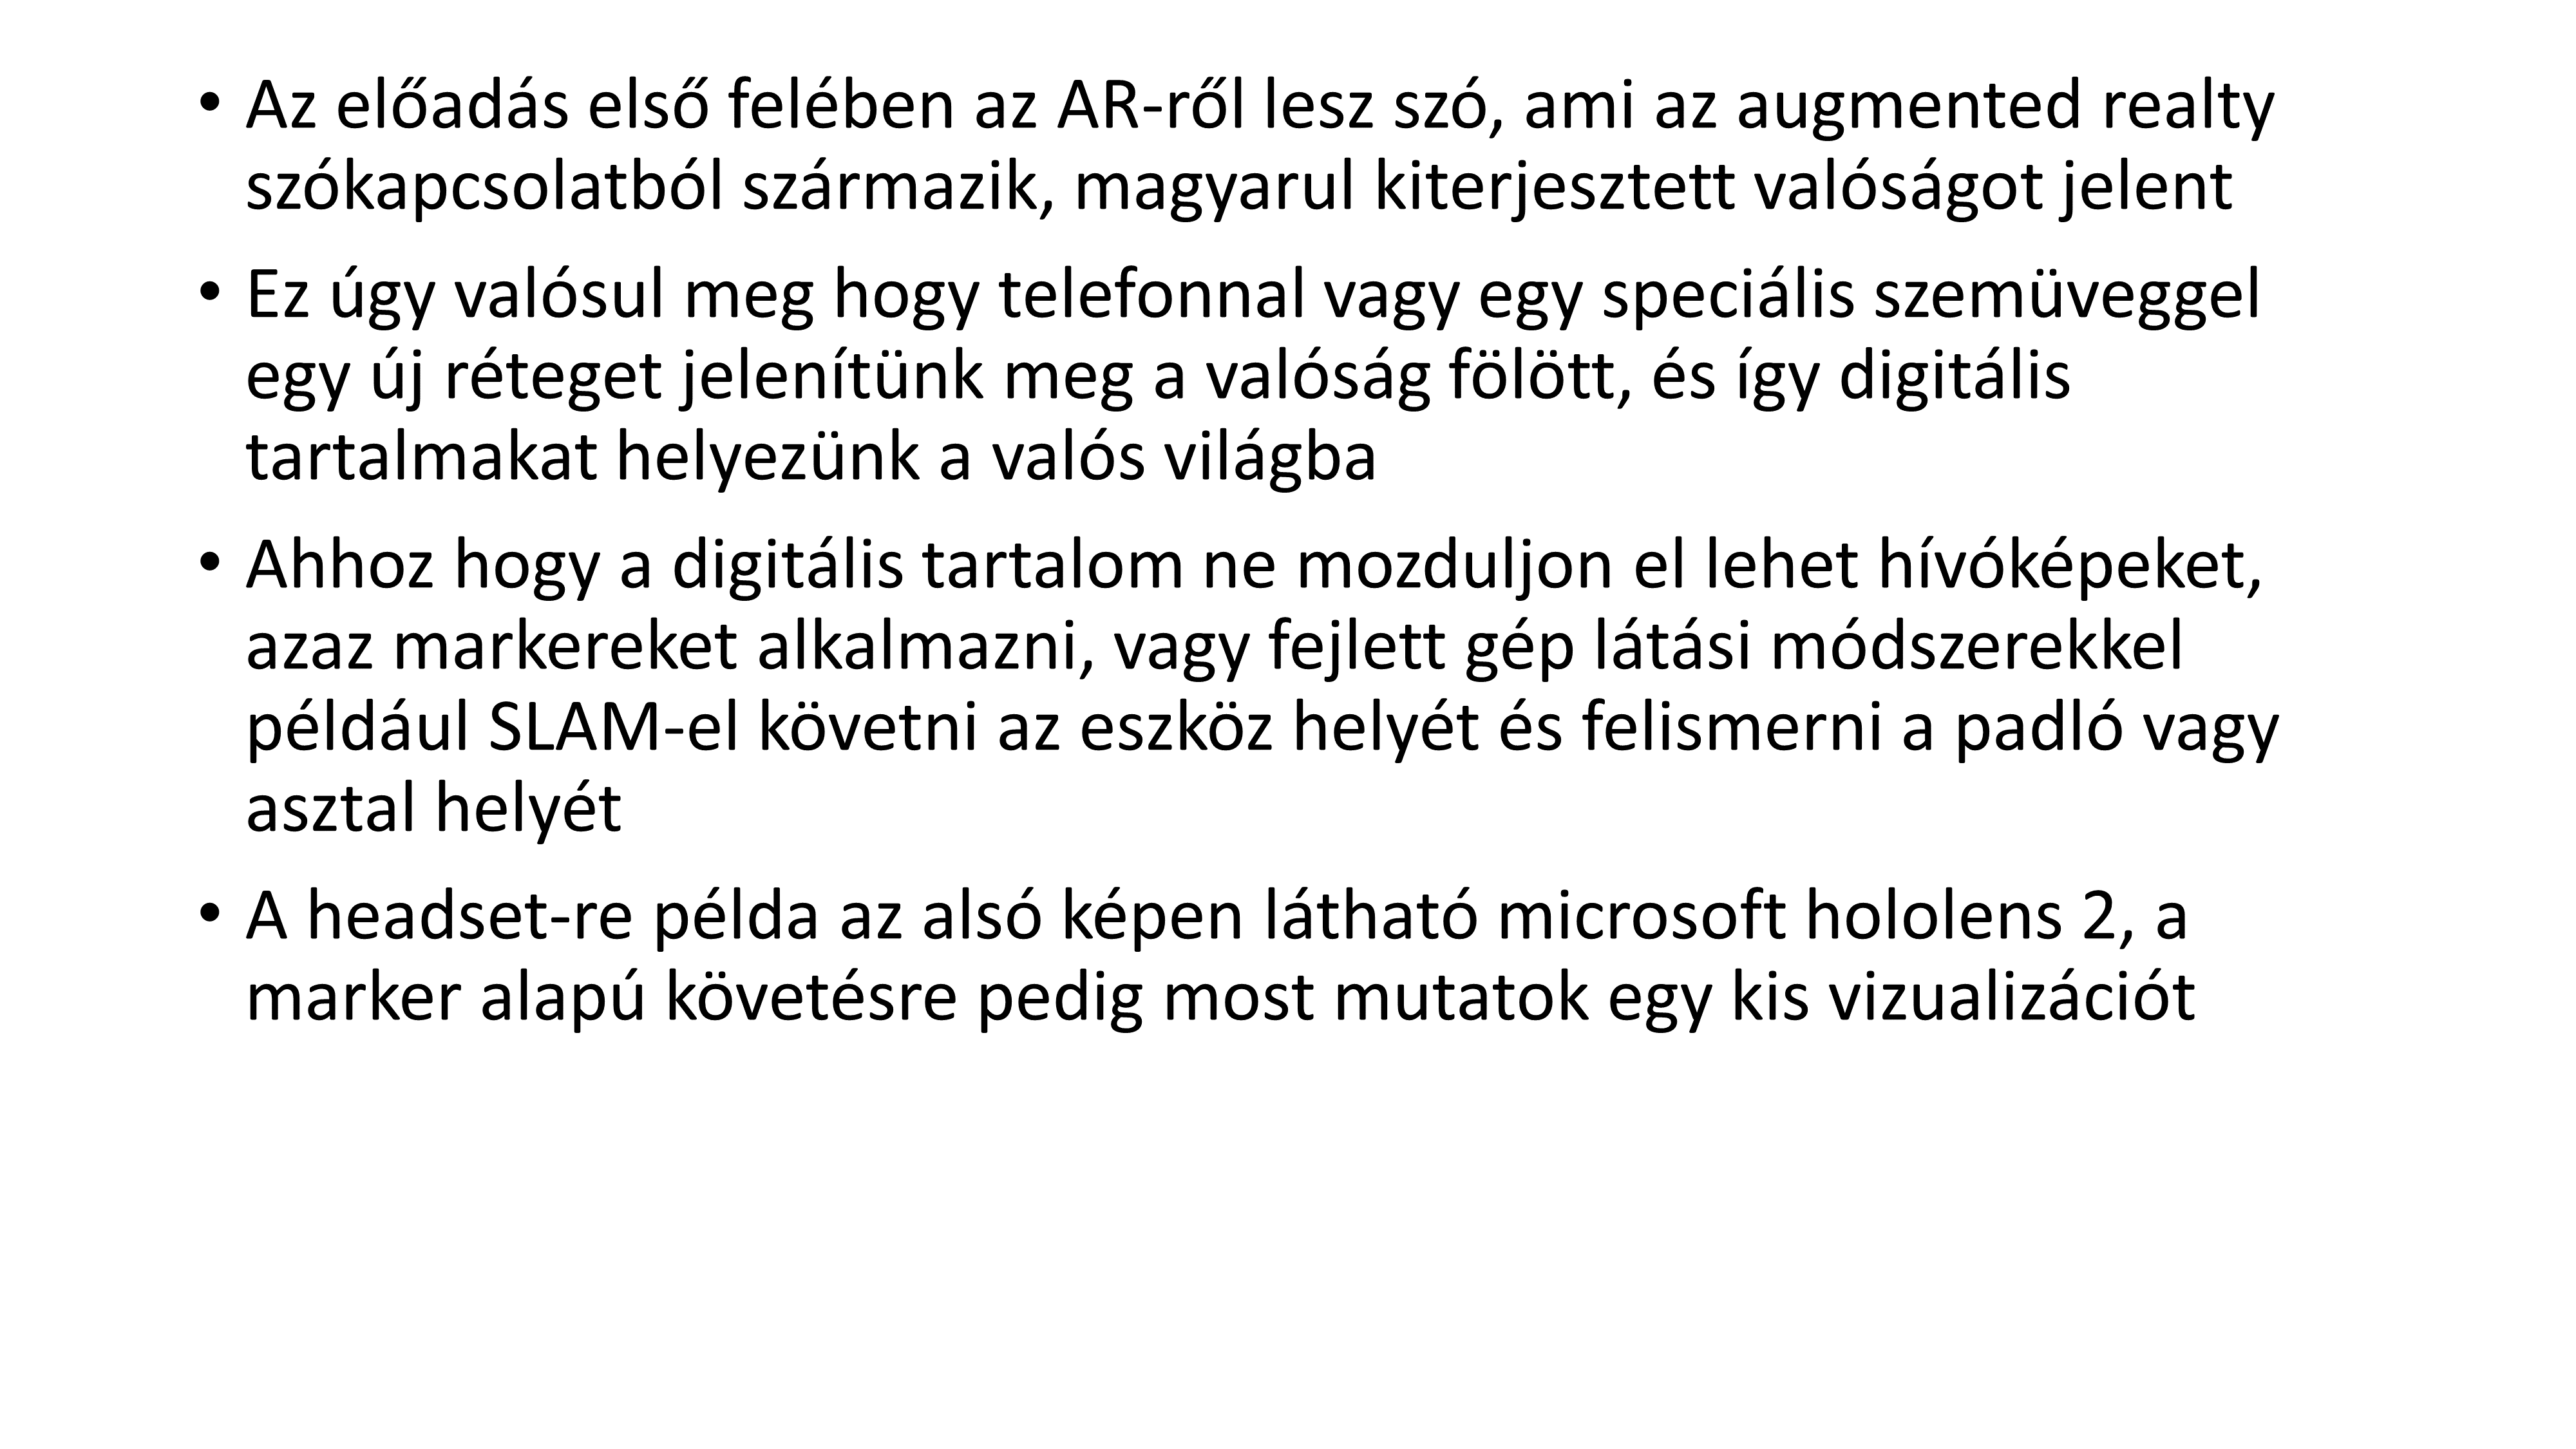 • Az előadás első felében az AR-ről lesz szó, ami az augmented realty
szókapcsolatból származik, magyarul kiterjesztett valóságot jelent
• Ez úgy valósul meg hogy telefonnal vagy egy speciális szemüveggel
egy új réteget jelenítünk meg a valóság fölött, és így digitális
tartalmakat helyezünk a valós világba
• Ahhoz hogy a digitális tartalom ne mozduljon el lehet hívóképeket,
azaz markereket alkalmazni, vagy fejlett gép látási módszerekkel
például SLAM-el követni az eszköz helyét és felismerni a padló vagy
asztal helyét
• A headset-re példa az alsó képen látható microsoft hololens 2, a
marker alapú követésre pedig most mutatok egy kis vizualizációt